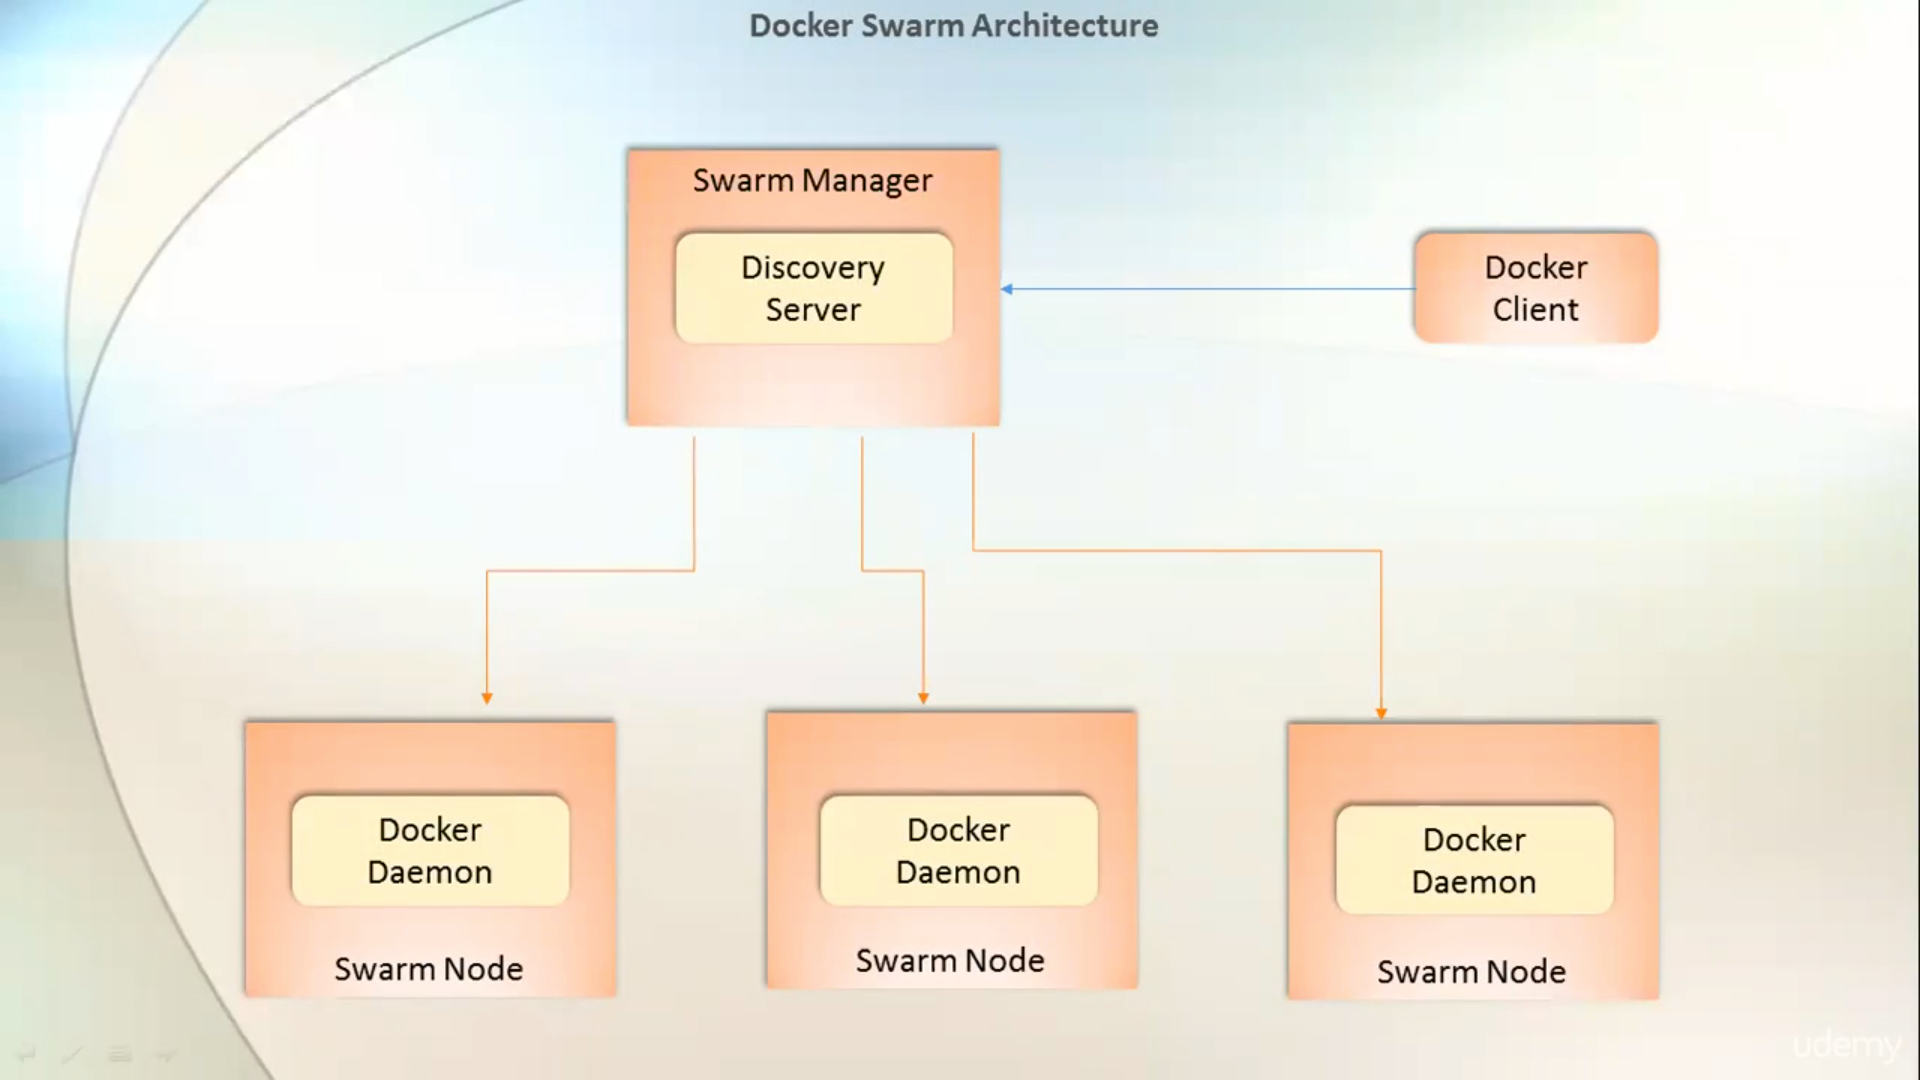 Docker Swarm Architecture
Swarm Manager
Discovery
Server
Docker
Client
Docker
Daemon
Swarm Node
Docker
Daemon
Swarm Node
Docker
Daemon
Swarm Node
udemy